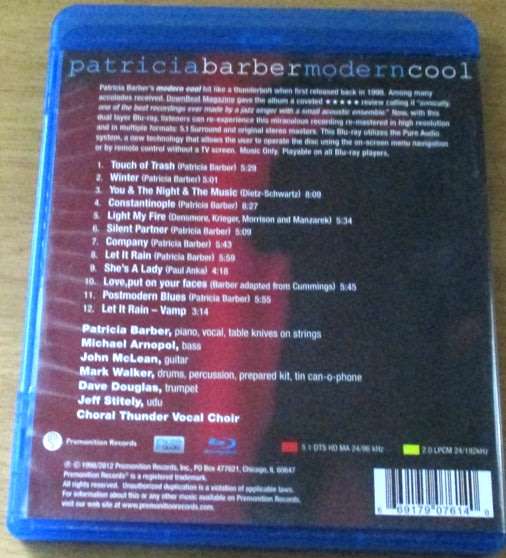 patriciabarbermoderncool
Patricia Barber's modern cool hit like a thunderbolt when first released back in 1998. Among many
accolades received, DownBeat Magazine gave the album a coveted ★★★★★ review calling it "sonically,
one of the best recordings ever made by a jazz singer with a small acoustic ensemble." Now, with this
dual layer Blu-ray, listeners can re-experience this miraculous recording re-mastered in high resolution
and in multiple formats: 5.1 Surround and original stereo masters. This Blu-ray utilizes the Pure Audio
system, a new technology that allows the user to operate the disc using the on-screen menu navigation
or by remote control without a TV screen. Music Only. Playable on all Blu-ray players.
1. Touch of Trash (Patricia Barber) 5:29
2. Winter (Patricia Barber) 5:01
3. You & The Night & The Music (Dietz-Schwartz) 8:09
4. Constantinople (Patricia Barber) 6:27
5. Light My Fire (Densmore, Krieger, Morrison and Manzarek) 5:34
6. Silent Partner (Patricia Barber) 5:09
7. Company (Patricia Barber) 5:43
8. Let It Rain (Patricia Barber) 5:59
9. She's A Lady (Paul Anka) 4:18
10. Love, put on your faces (Barber adapted from Cummings) 5:45
11. Postmodern Blues (Patricia Barber) 5:55
12. Let It Rain – Vamp 3:14
Patricia Barber, piano, vocal, table knives on strings
Michael Arnopol, bass
John McLean, guitar
Mark Walker, drums, percussion, prepared kit, tin can-o-phone
Dave Douglas, trumpet
Jeff Stitely, udu
Choral Thunder Vocal Choir
Premonition Records
Blu-ray
5.1 DTS HD MA 24/96 kHz
2.0 LPCM 24/192kHz
℗ © 1998/2012 Premonition Records, Inc, PO Box 477621, Chicago, IL 60647
Premonition Records® is a registered trademark.
All rights reserved. Unauthorized duplication is a violation of applicable laws.
For information about this or any other music available on Premonition Records,
visit our web site at www.premonitionrecords.com.
6 69179 07614 8